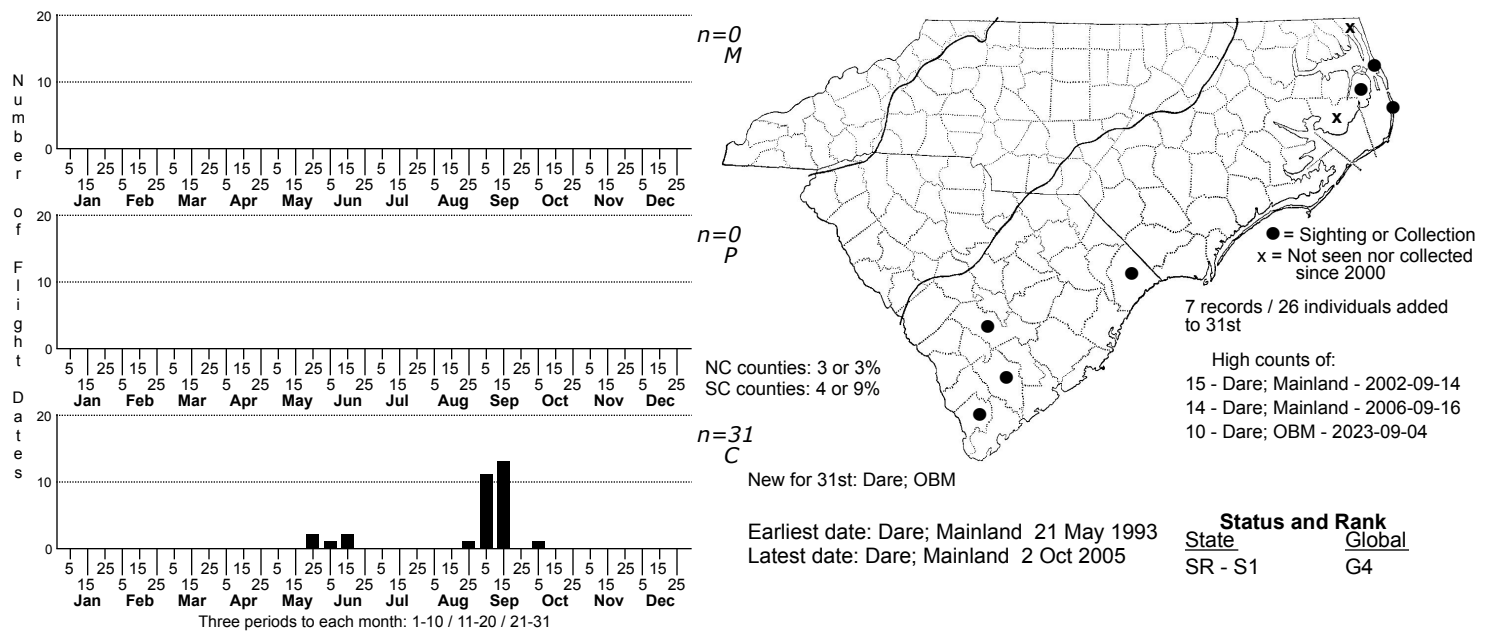 Number of Flight Dates
20
10
0
n=0
M
5 15 25 5 15 25 5 15 25 5 15 25 5 15 25 5 15 25 5 15 25 5 15 25 5 15 25 5 15 25 5 15 25 5 15 25
Jan Feb Mar Apr May Jun Jul Aug Sep Oct Nov Dec
20
10
0
n=0
P
5 15 25 5 15 25 5 15 25 5 15 25 5 15 25 5 15 25 5 15 25 5 15 25 5 15 25 5 15 25 5 15 25 5 15 25
Jan Feb Mar Apr May Jun Jul Aug Sep Oct Nov Dec
20
10
0
n=31
C
5 15 25 5 15 25 5 15 25 5 15 25 5 15 25 5 15 25 5 15 25 5 15 25 5 15 25 5 15 25 5 15 25 5 15 25
Jan Feb Mar Apr May Jun Jul Aug Sep Oct Nov Dec
Three periods to each month: 1-10 / 11-20 / 21-31
x
x
● = Sighting or Collection
x = Not seen nor collected
since 2000
7 records / 26 individuals added
to 31st
NC counties: 3 or 3%
SC counties: 4 or 9%
High counts of:
15 - Dare; Mainland - 2002-09-14
14 - Dare; Mainland - 2006-09-16
10 - Dare; OBM - 2023-09-04
New for 31st: Dare; OBM
Earliest date: Dare; Mainland 21 May 1993
Latest date: Dare; Mainland 2 Oct 2005
Status and Rank
State Global
SR - S1 G4